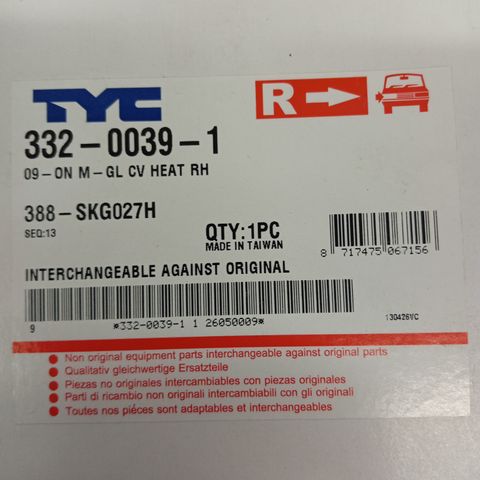 TYC
R
332-0039-1
09-ON M-GL CV HEAT RH
388-SKG027H
SEQ:13
QTY:1PC
MADE IN TAIWAN
8 717475 067156
INTERCHANGEABLE AGAINST ORIGINAL
9 *332-0039-1 1 26050009*
130426VC
Non original equipment parts interchangeable against original parts
Qualitativ gleichwertige Ersatzteile
Piezas no originales intercambiables con piezas originales
Parti di ricambio non originali intercambiabili con gli originali
Toutes nos piéces sont adaptables et interchangeables